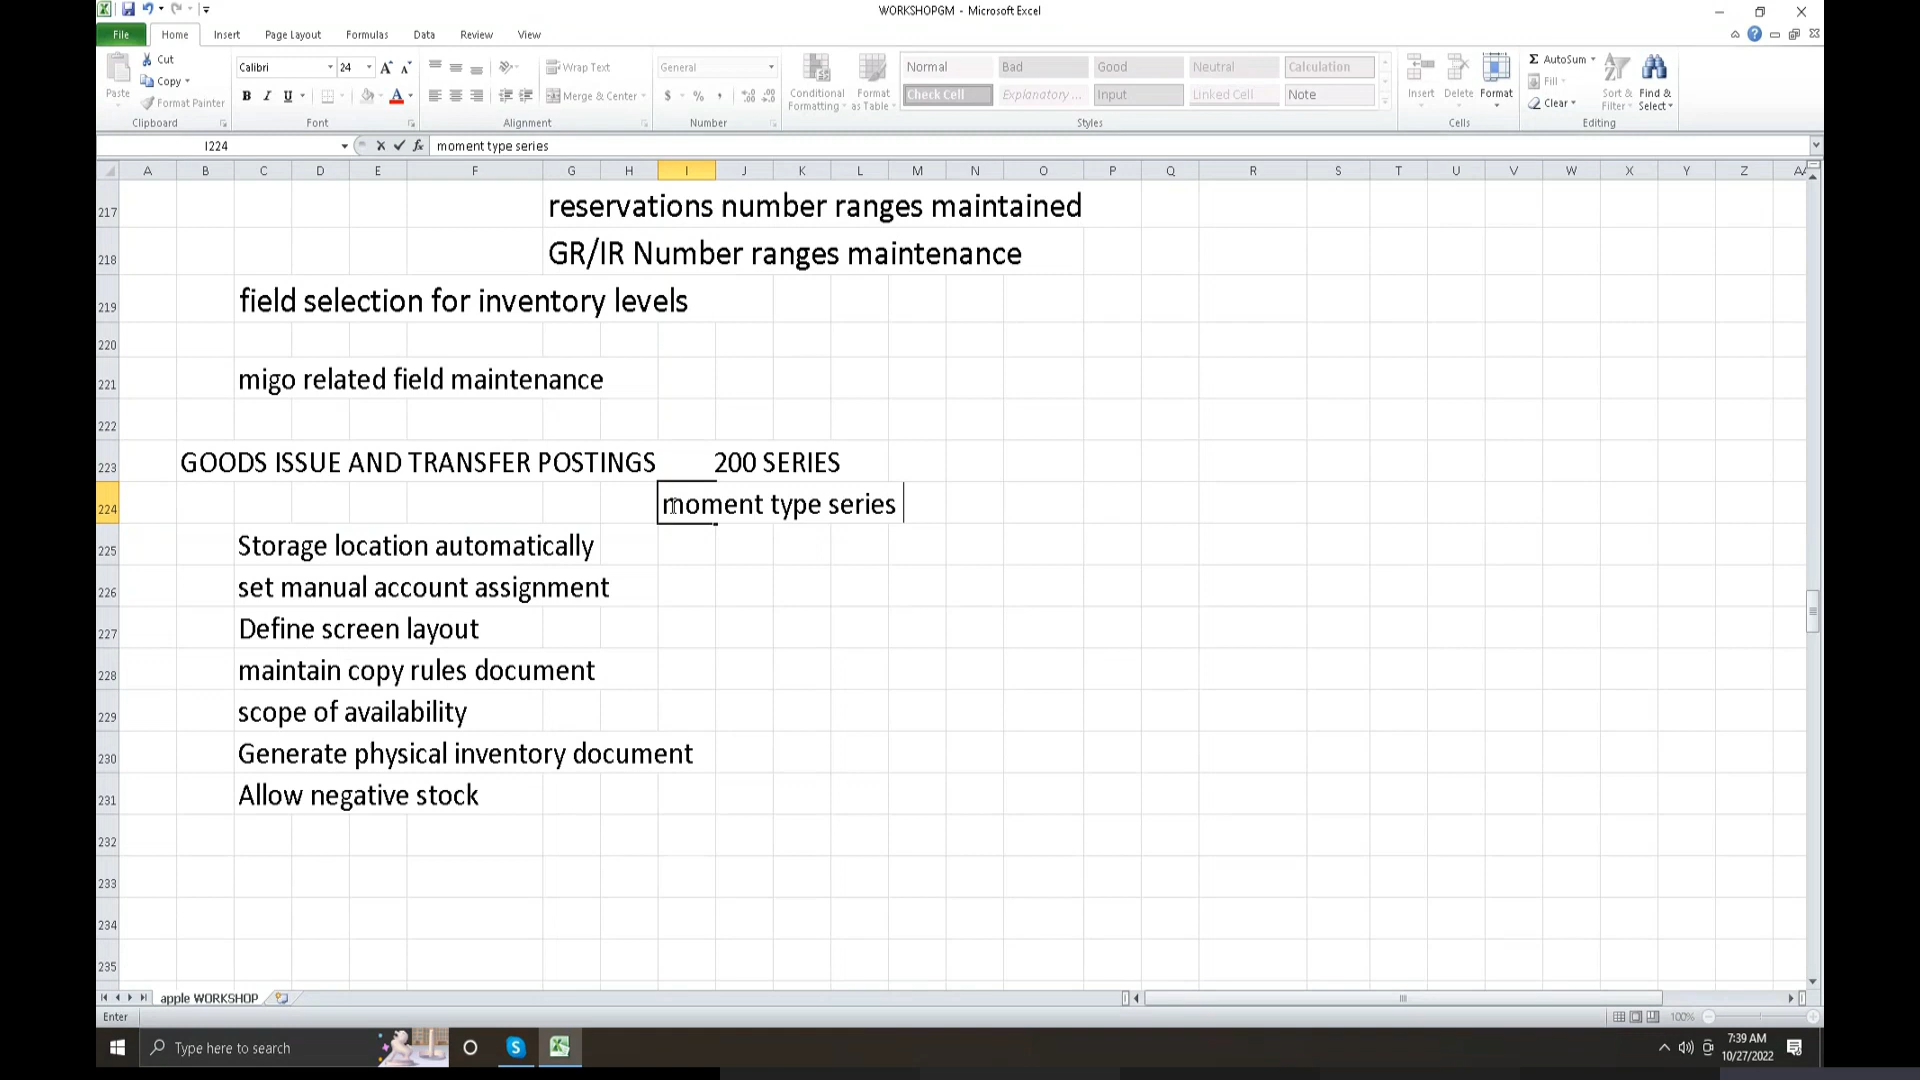 WORKSHOPGM - Microsoft Excel
File Home Insert Page Layout Formulas Data Review View
Paste Cut Copy Format Painter Clipboard
Calibri 24 B I U A Font
Wrap Text Merge & Center Alignment
General $ % , Number
Conditional Formatting Format as Table
Normal Bad Good Neutral Calculation
Check Cell Explanatory ... Input Linked Cell Note
Styles
Insert Delete Format Cells
AutoSum Fill Clear Sort & Filter Find & Select Editing
I224 fx moment type series
A B C D E F G H I J K L M N O P Q R S T U V W X Y Z AA
217 reservations number ranges maintained
218 GR/IR Number ranges maintenance
219 field selection for inventory levels
220
221 migo related field maintenance
222
223 GOODS ISSUE AND TRANSFER POSTINGS 200 SERIES
224 moment type series
225 Storage location automatically
226 set manual account assignment
227 Define screen layout
228 maintain copy rules document
229 scope of availability
230 Generate physical inventory document
231 Allow negative stock
232
233
234
235
apple WORKSHOP
Enter 100%
Type here to search
7:39 AM
10/27/2022